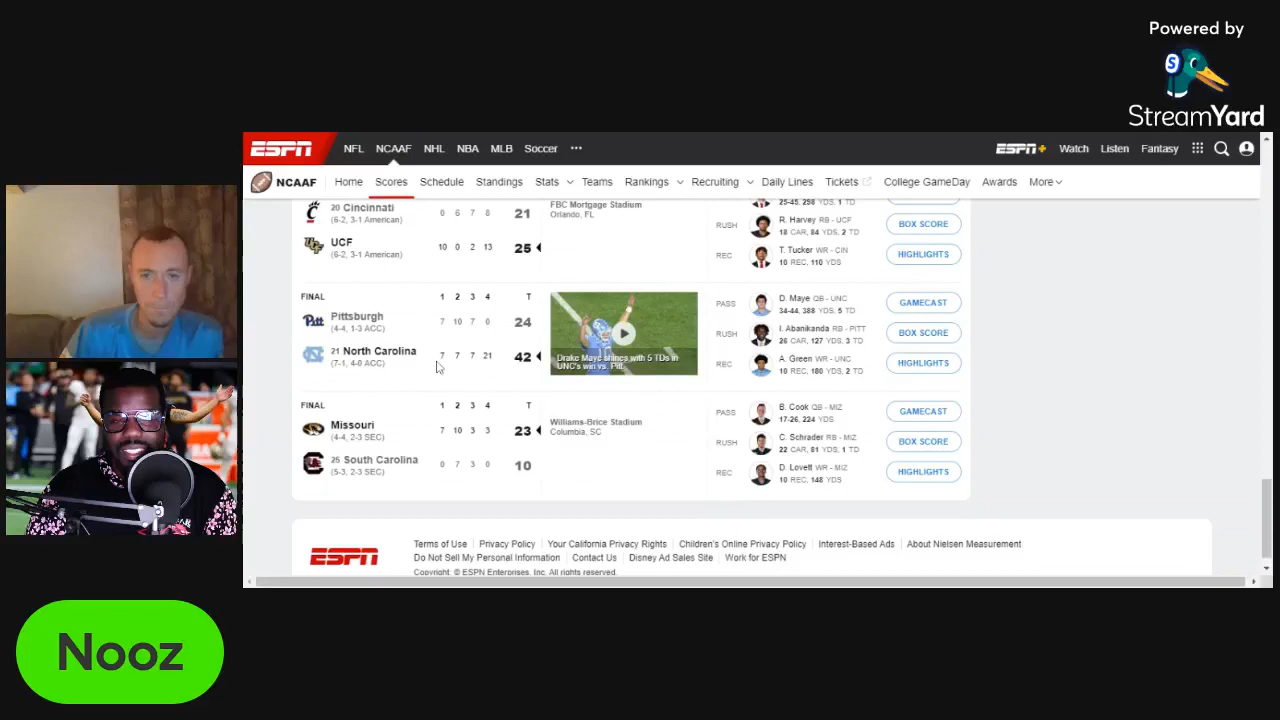 Powered by
StreamYard
ESPN NFL NCAAF NHL NBA MLB Soccer ••• ESPN+ Watch Listen Fantasy
NCAAF Home Scores Schedule Standings Stats Teams Rankings Recruiting Daily Lines Tickets College GameDay Awards More
20 Cincinnati 0 6 7 8 21
(6-2, 3-1 American)
FBC Mortgage Stadium
Orlando, FL
25-45, 298 YDS, 1 TD
UCF 10 0 2 13 25
(6-2, 3-1 American)
RUSH R. Harvey RB - UCF
18 CAR, 84 YDS, 2 TD
BOX SCORE
REC T. Tucker WR - CIN
10 REC, 110 YDS
HIGHLIGHTS
FINAL 1 2 3 4 T
Pittsburgh 7 10 7 0 24
(4-4, 1-3 ACC)
21 North Carolina 7 7 7 21 42
(7-1, 4-0 ACC)
Drake Maye shines with 5 TDs in
UNC's win vs. Pitt
PASS D. Maye QB - UNC
34-44, 388 YDS, 5 TD
GAMECAST
RUSH I. Abanikanda RB - PITT
26 CAR, 127 YDS, 3 TD
BOX SCORE
REC A. Green WR - UNC
10 REC, 180 YDS, 2 TD
HIGHLIGHTS
FINAL 1 2 3 4 T
Missouri 7 10 3 3 23
(4-4, 2-3 SEC)
25 South Carolina 0 7 3 0 10
(5-3, 2-3 SEC)
Williams-Brice Stadium
Columbia, SC
PASS B. Cook QB - MIZ
17-26, 224 YDS
GAMECAST
RUSH C. Schrader RB - MIZ
22 CAR, 81 YDS, 1 TD
BOX SCORE
REC D. Lovett WR - MIZ
10 REC, 148 YDS
HIGHLIGHTS
ESPN
Terms of Use Privacy Policy Your California Privacy Rights Children's Online Privacy Policy Interest-Based Ads About Nielsen Measurement
Do Not Sell My Personal Information Contact Us Disney Ad Sales Site Work for ESPN
Copyright: © ESPN Enterprises, Inc. All rights reserved.
Nooz